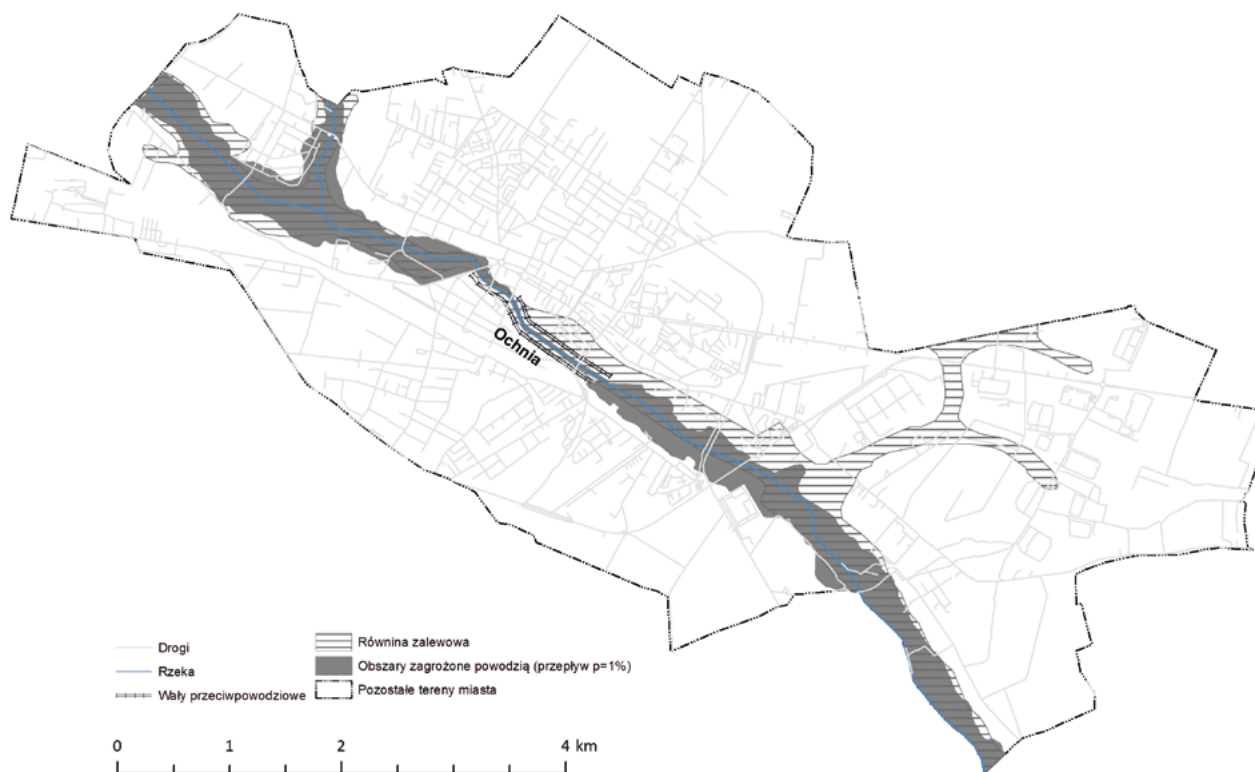 Ochnia
Drogi
Rzeka
Wały przeciwpowodziowe
Równina zalewowa
Obszary zagrożone powodzią (przepływ p=1%)
Pozostałe tereny miasta
0 1 2 4 km